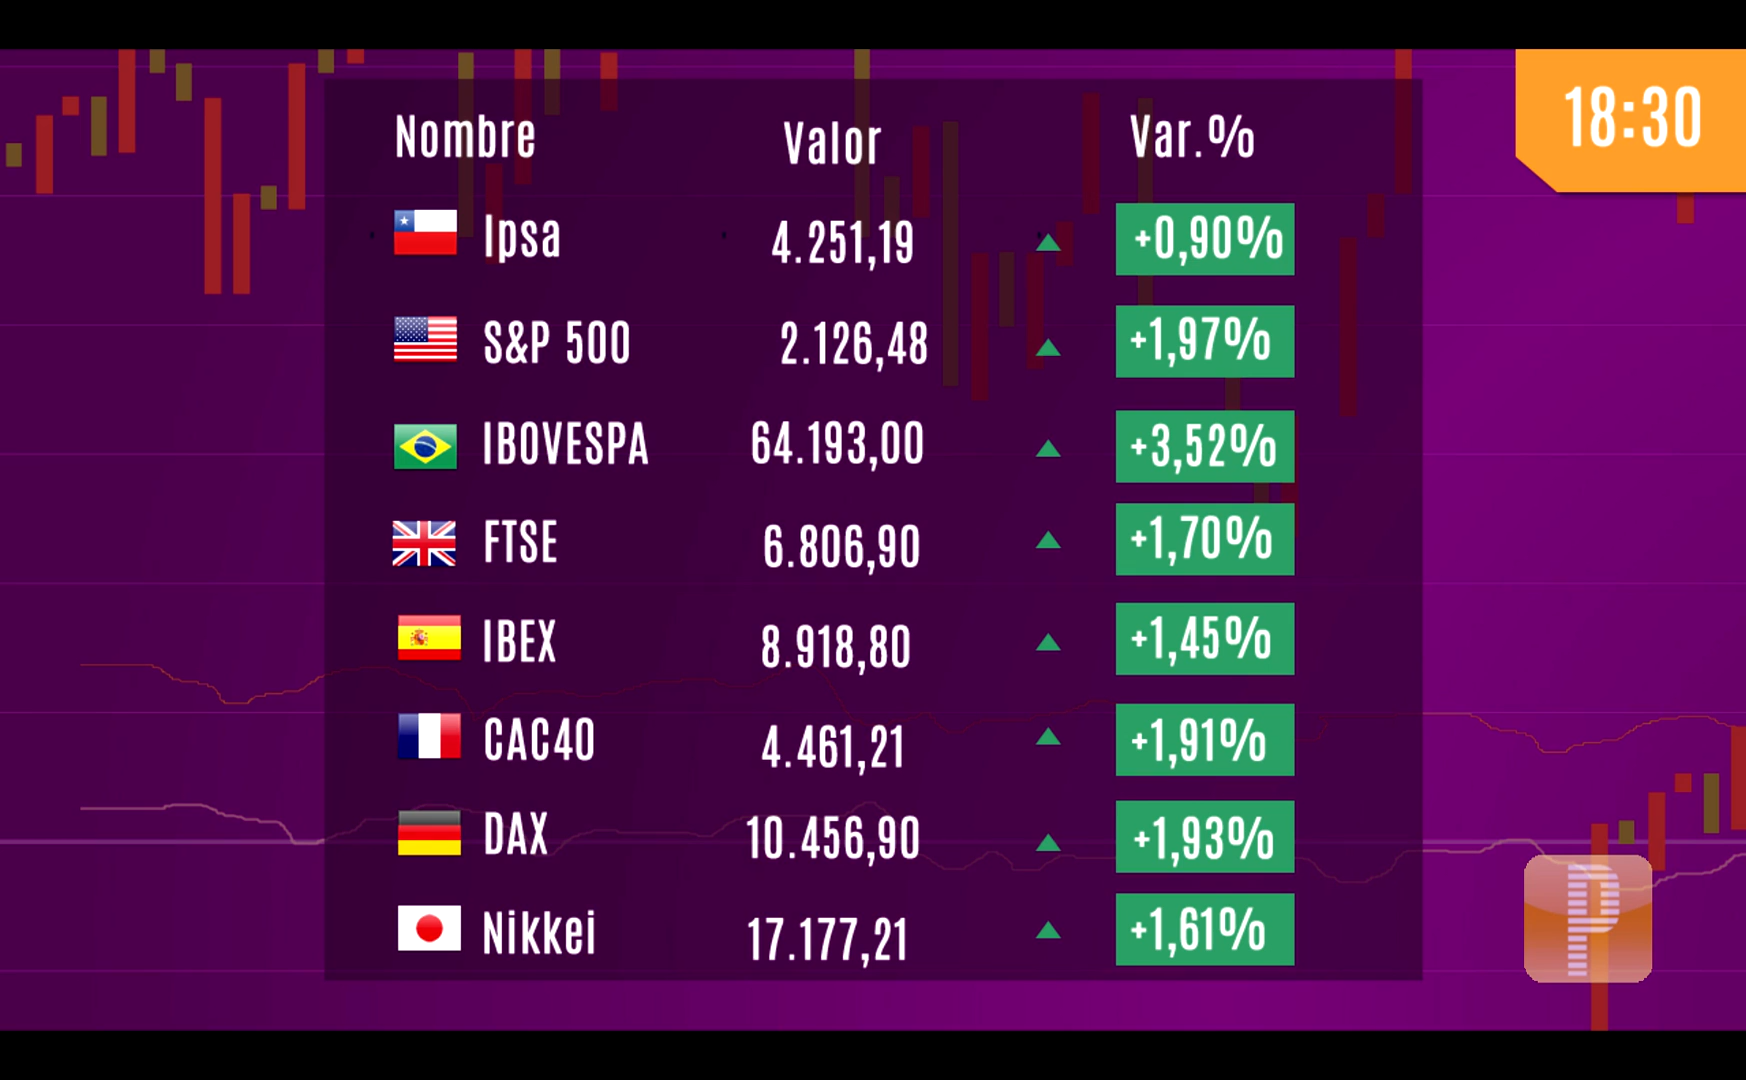 18:30
Nombre Valor Var.%
Ipsa 4.251,19 +0,90%
S&P 500 2.126,48 +1,97%
IBOVESPA 64.193,00 +3,52%
FTSE 6.806,90 +1,70%
IBEX 8.918,80 +1,45%
CAC40 4.461,21 +1,91%
DAX 10.456,90 +1,93%
Nikkei 17.177,21 +1,61%
P